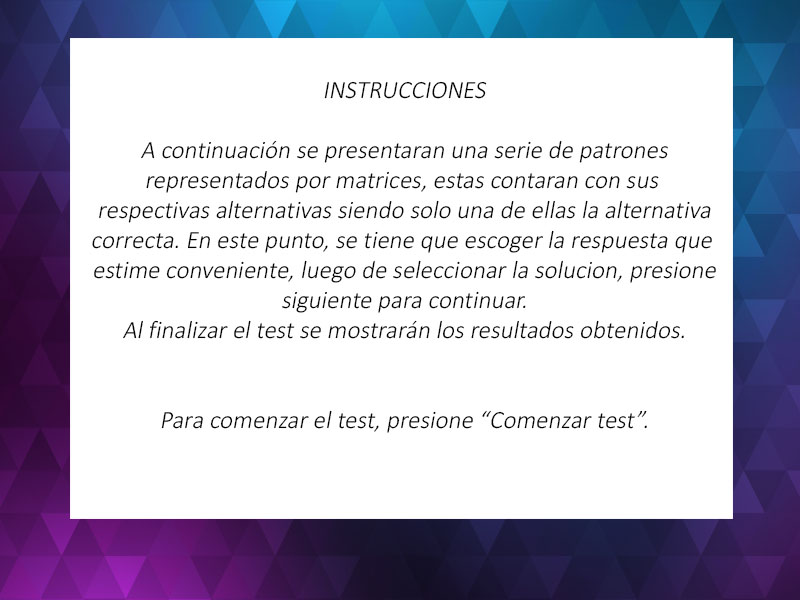 INSTRUCCIONES
A continuación se presentaran una serie de patrones
representados por matrices, estas contaran con sus
respectivas alternativas siendo solo una de ellas la alternativa
correcta. En este punto, se tiene que escoger la respuesta que
estime conveniente, luego de seleccionar la solucion, presione
siguiente para continuar.
Al finalizar el test se mostrarán los resultados obtenidos.
Para comenzar el test, presione “Comenzar test”.